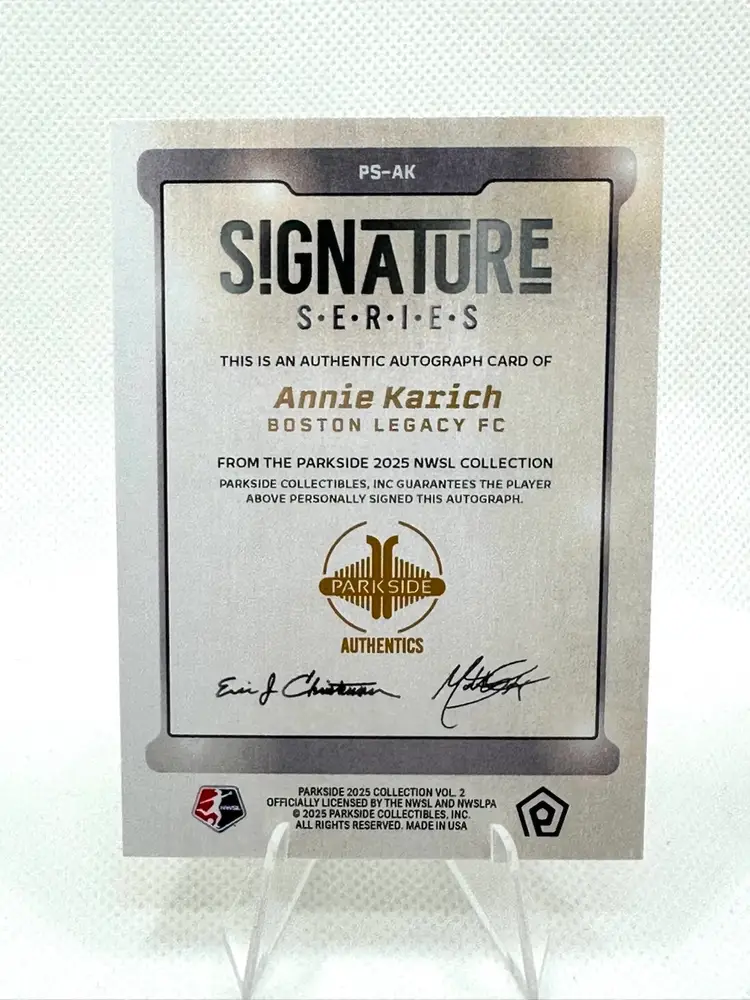 PS-AK
SIGNATURE
S•E•R•I•E•S
THIS IS AN AUTHENTIC AUTOGRAPH CARD OF
Annie Karich
BOSTON LEGACY FC
FROM THE PARKSIDE 2025 NWSL COLLECTION
PARKSIDE COLLECTIBLES, INC GUARANTEES THE PLAYER
ABOVE PERSONALLY SIGNED THIS AUTOGRAPH.
PARKSIDE
AUTHENTICS
Eric J
PARKSIDE 2025 COLLECTION VOL. 2
OFFICIALLY LICENSED BY THE NWSL AND NWSLPA
© 2025 PARKSIDE COLLECTIBLES, INC.
ALL RIGHTS RESERVED. MADE IN USA
NWSL